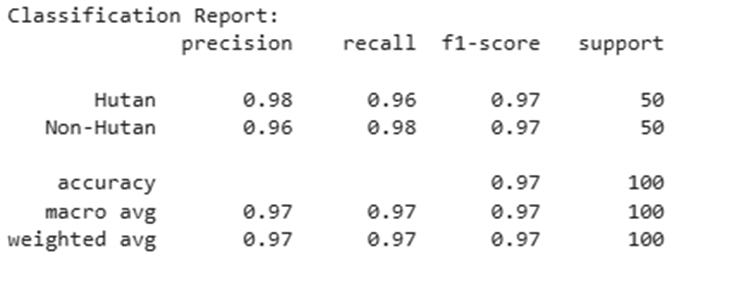 Classification Report:
precision recall f1-score support
Hutan 0.98 0.96 0.97 50
Non-Hutan 0.96 0.98 0.97 50
accuracy 0.97 100
macro avg 0.97 0.97 0.97 100
weighted avg 0.97 0.97 0.97 100